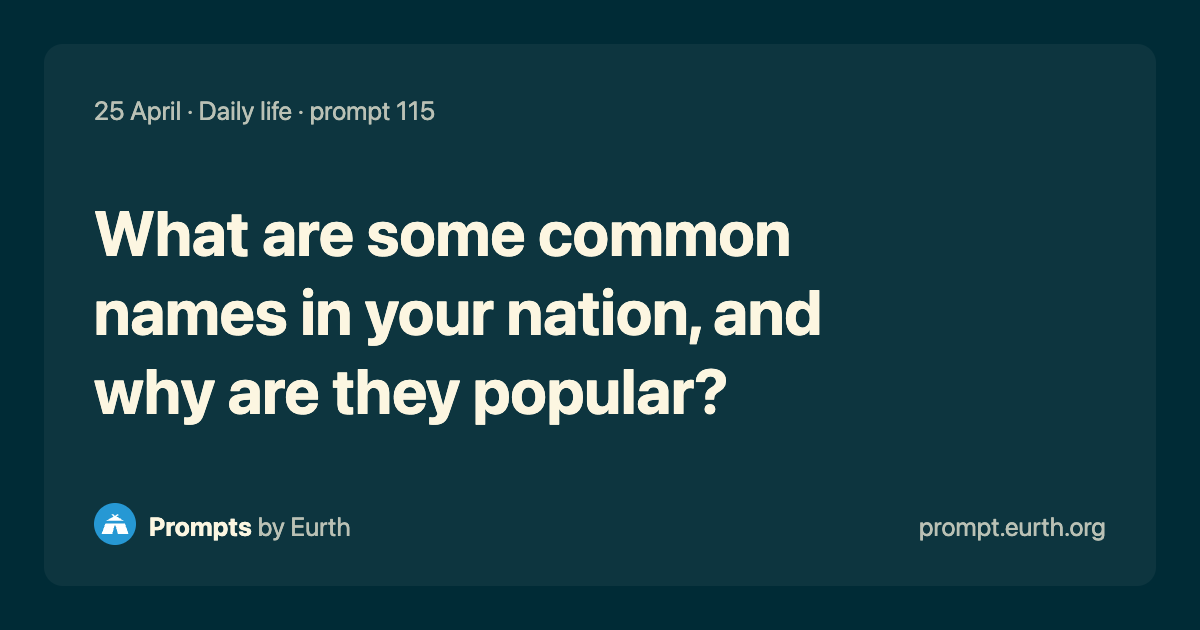 25 April · Daily life · prompt 115
What are some common
names in your nation, and
why are they popular?
Prompts by Eurth
prompt.eurth.org